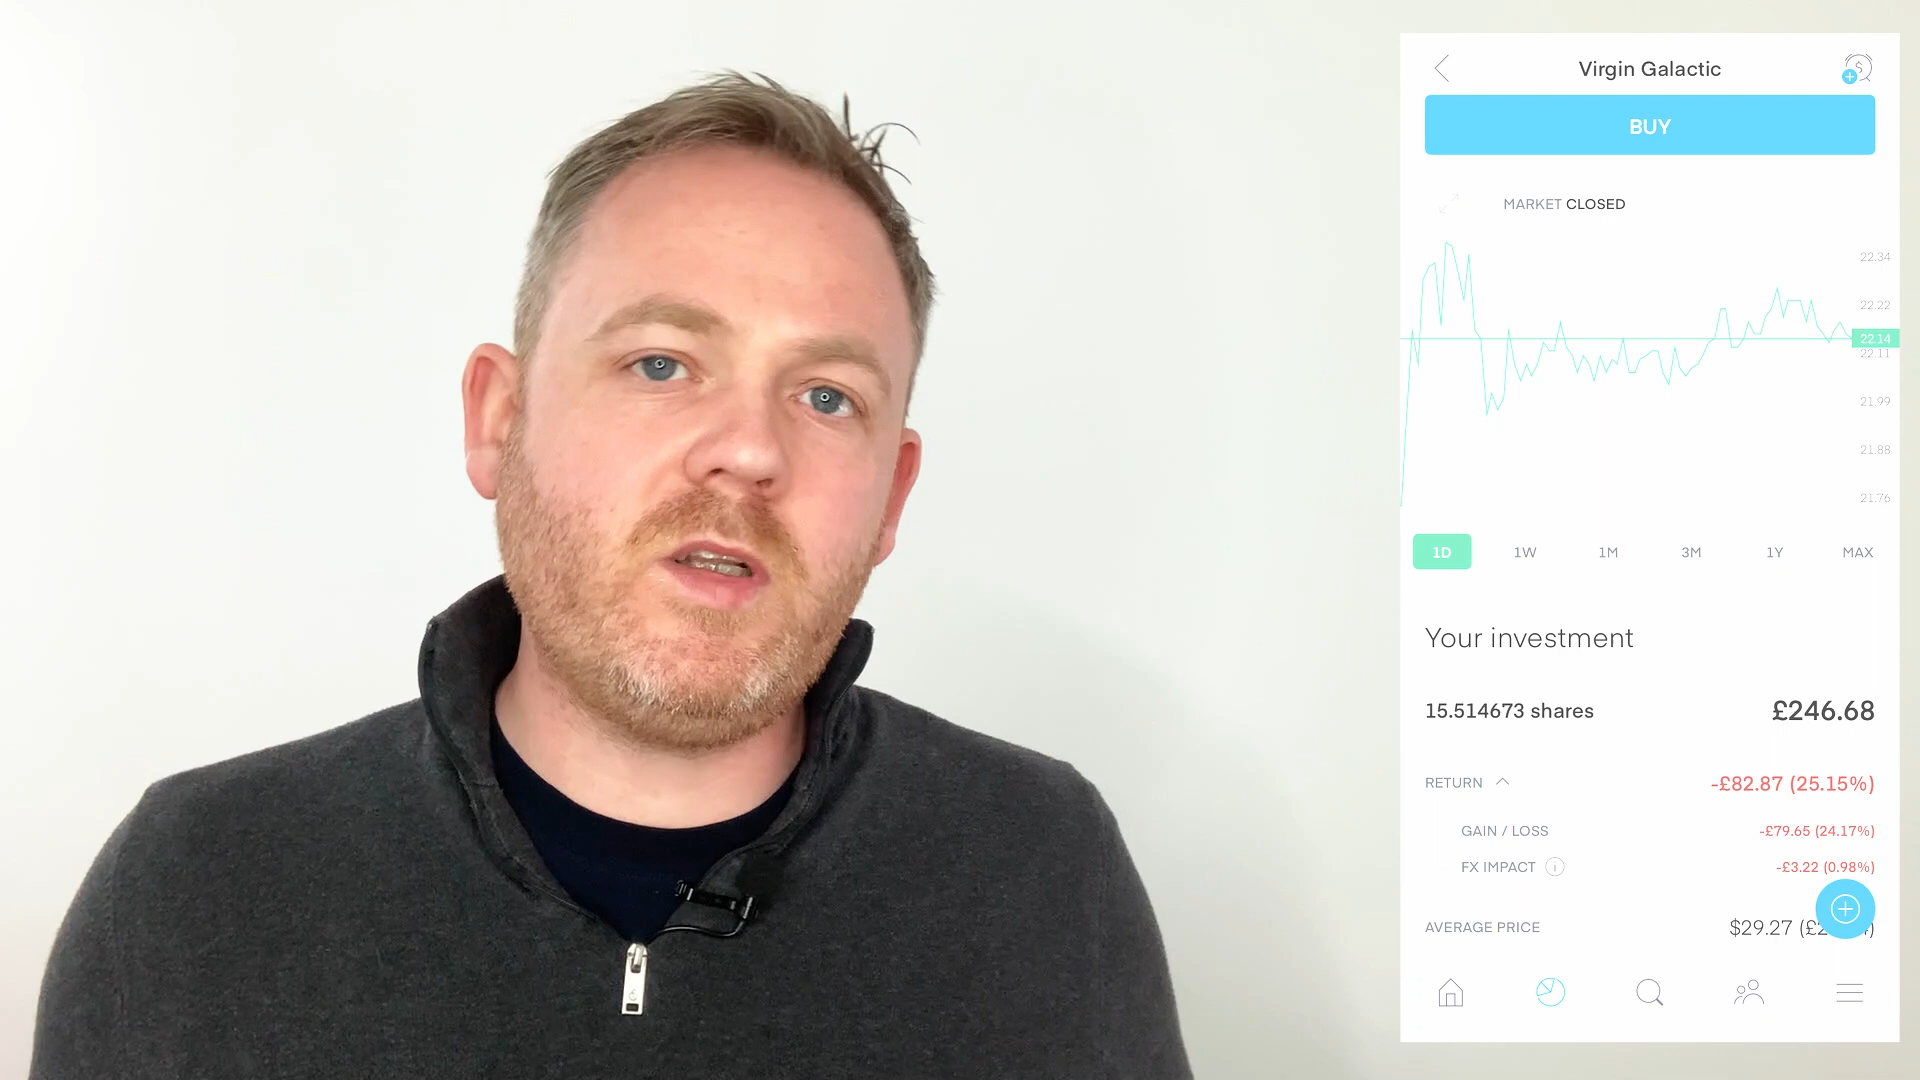 Virgin Galactic
BUY
MARKET CLOSED
22.34
22.22
22.14
22.11
21.99
21.88
21.76
1D 1W 1M 3M 1Y MAX
Your investment
15.514673 shares £246.68
RETURN -£82.87 (25.15%)
GAIN / LOSS -£79.65 (24.17%)
FX IMPACT -£3.22 (0.98%)
AVERAGE PRICE $29.27